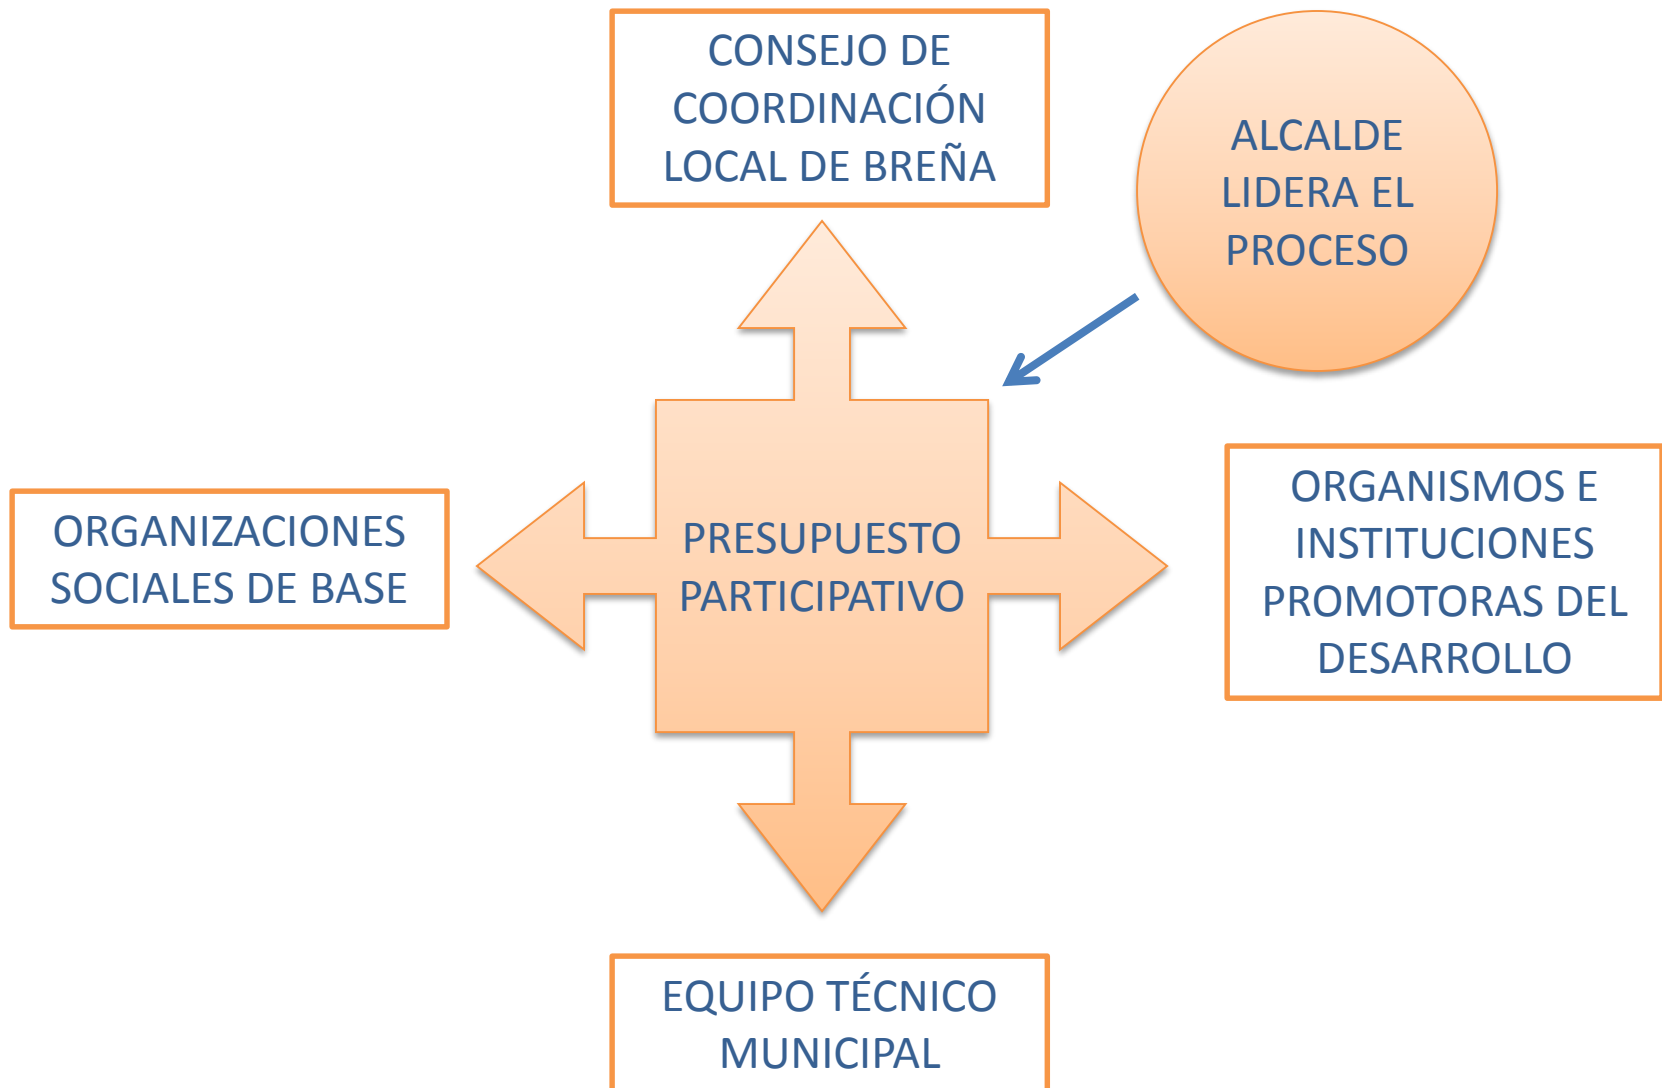 CONSEJO DE
COORDINACIÓN
LOCAL DE BREÑA
ALCALDE
LIDERA EL
PROCESO
ORGANIZACIONES
SOCIALES DE BASE
PRESUPUESTO
PARTICIPATIVO
ORGANISMOS E
INSTITUCIONES
PROMOTORAS DEL
DESARROLLO
EQUIPO TÉCNICO
MUNICIPAL